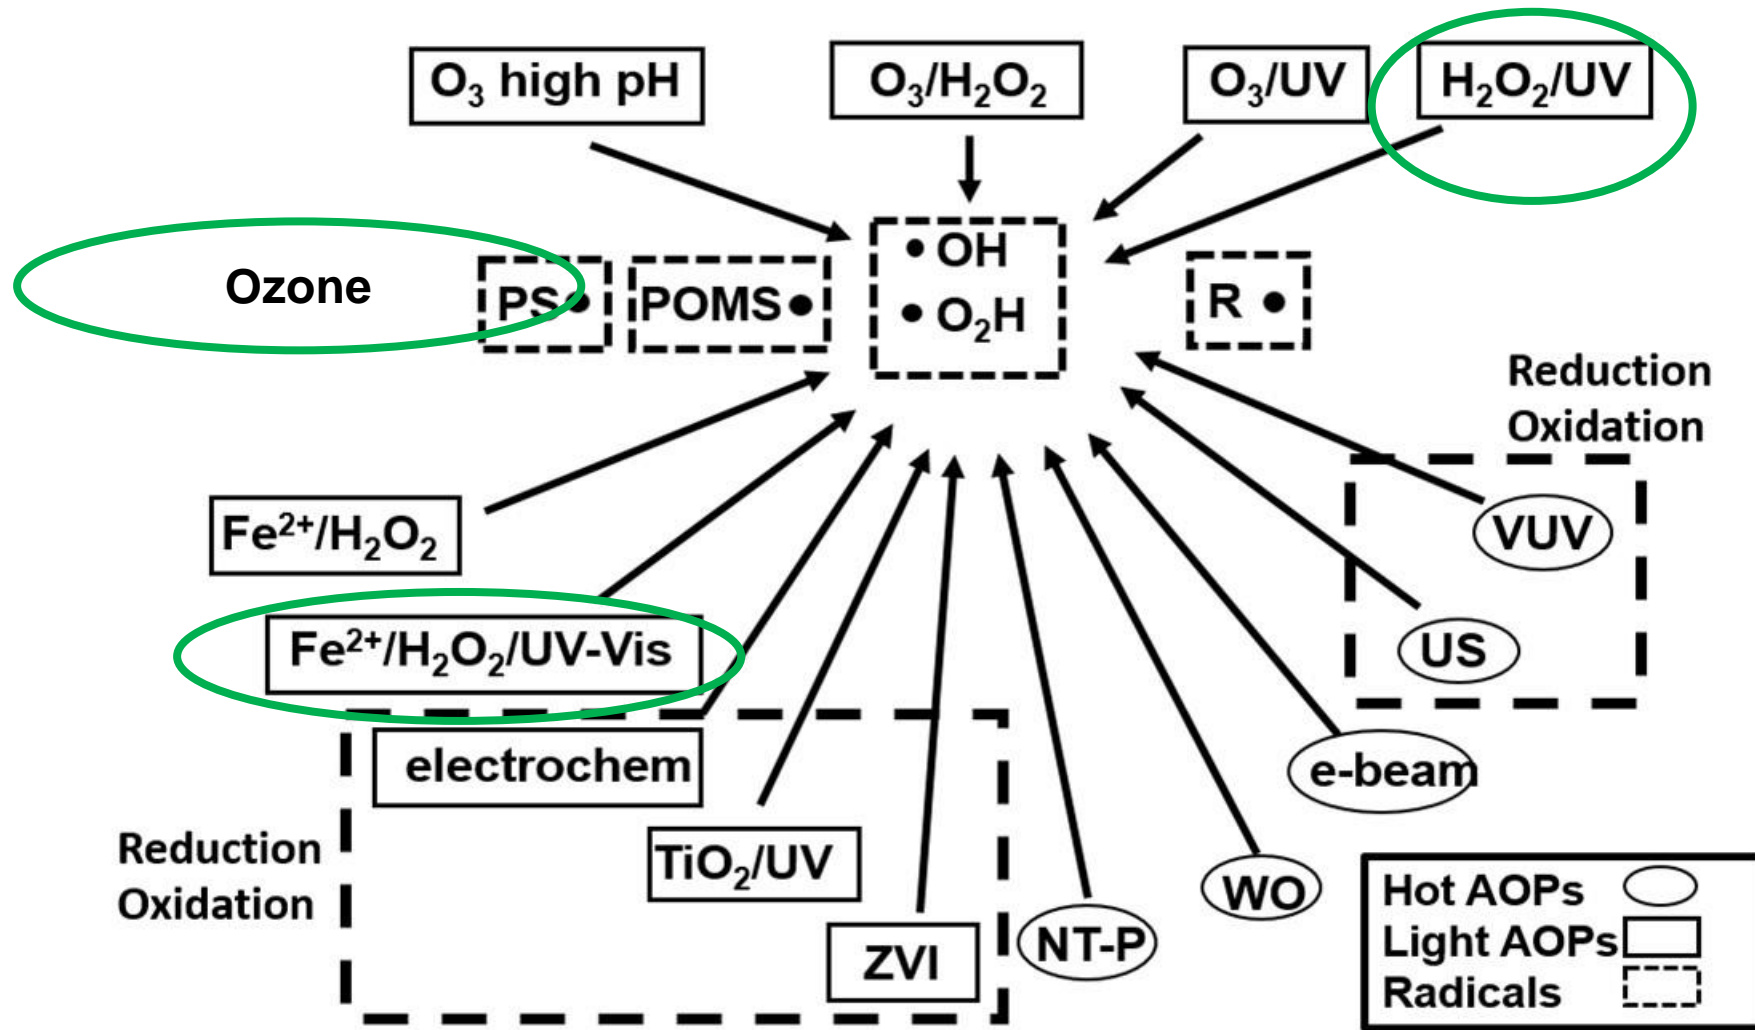 O₃ high pH
O₃/H₂O₂
O₃/UV
H₂O₂/UV
• OH
• O₂H
Ozone
PS•
POMS•
R •
Reduction
Oxidation
Fe²⁺/H₂O₂
VUV
Fe²⁺/H₂O₂/UV-Vis
US
electrochem
e-beam
Reduction
Oxidation
TiO₂/UV
WO
ZVI
NT-P
Hot AOPs
Light AOPs
Radicals